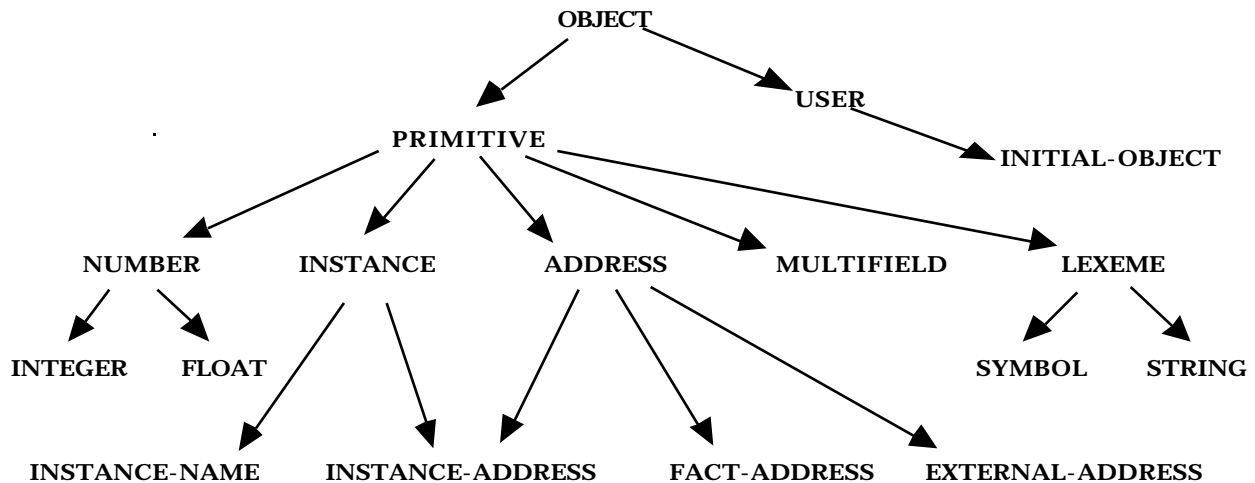 OBJECT
USER
PRIMITIVE
INITIAL-OBJECT
NUMBER INSTANCE ADDRESS MULTIFIELD LEXEME
INTEGER FLOAT SYMBOL STRING
INSTANCE-NAME INSTANCE-ADDRESS FACT-ADDRESS EXTERNAL-ADDRESS